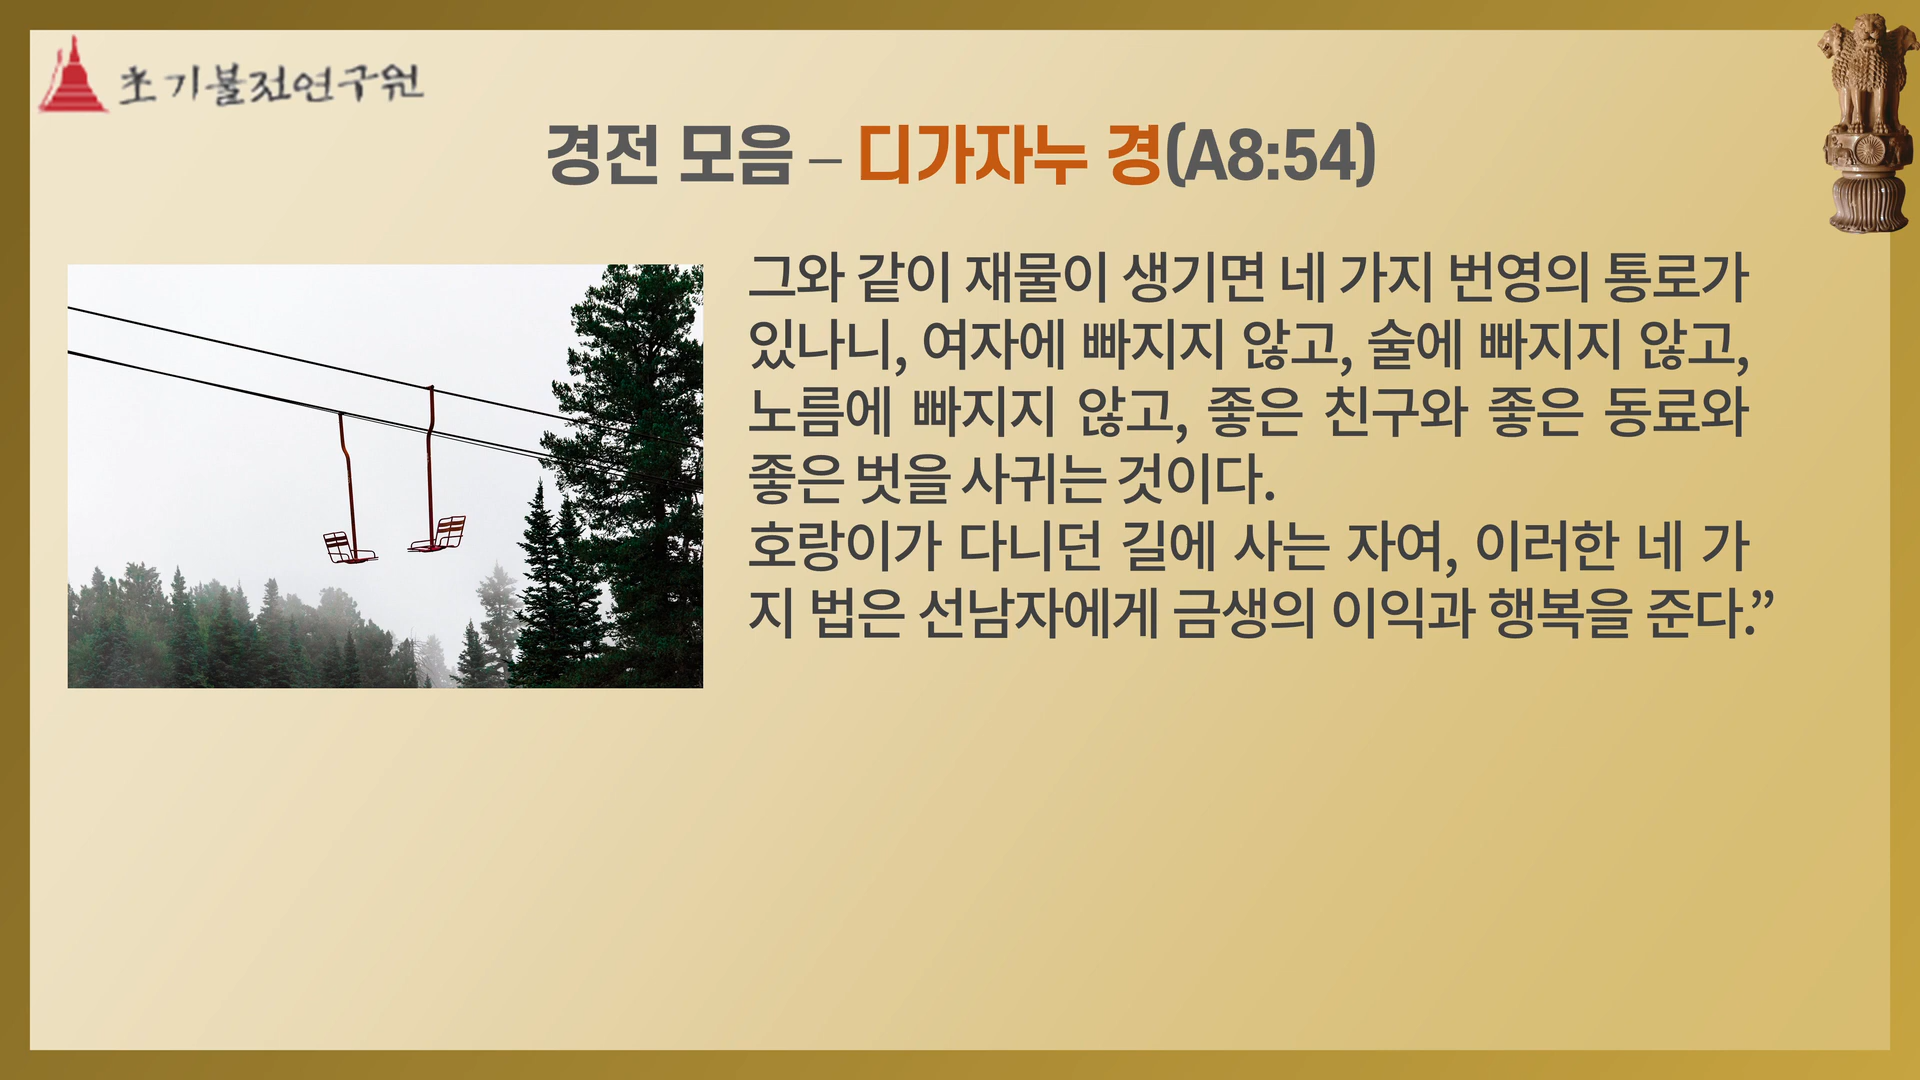 초기불전연구원
경전 모음 – 디가자누 경(A8:54)
그와 같이 재물이 생기면 네 가지 번영의 통로가
있나니, 여자에 빠지지 않고, 술에 빠지지 않고,
노름에 빠지지 않고, 좋은 친구와 좋은 동료와
좋은 벗을 사귀는 것이다.
호랑이가 다니던 길에 사는 자여, 이러한 네 가
지 법은 선남자에게 금생의 이익과 행복을 준다.”